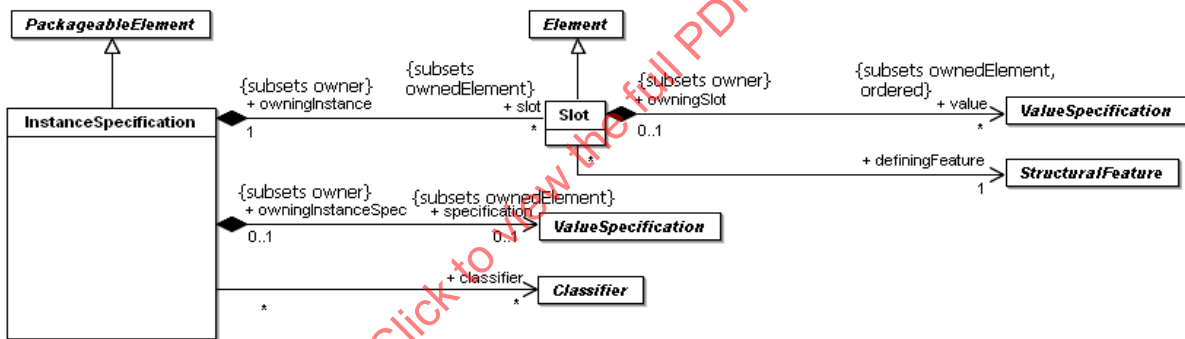 PackageableElement
Element
{subsets owner}
+ owningInstance
1
{subsets
ownedElement}
+ slot
*
{subsets owner}
+ owningSlot
0..1
{subsets ownedElement,
ordered}
+ value
*
InstanceSpecification
Slot
ValueSpecification
*
+ definingFeature
1
StructuralFeature
{subsets owner}
+ owningInstanceSpec
0..1
{subsets ownedElement}
+ specification
0..1
ValueSpecification
+ classifier
*
*
Classifier
Click to view the full PDF